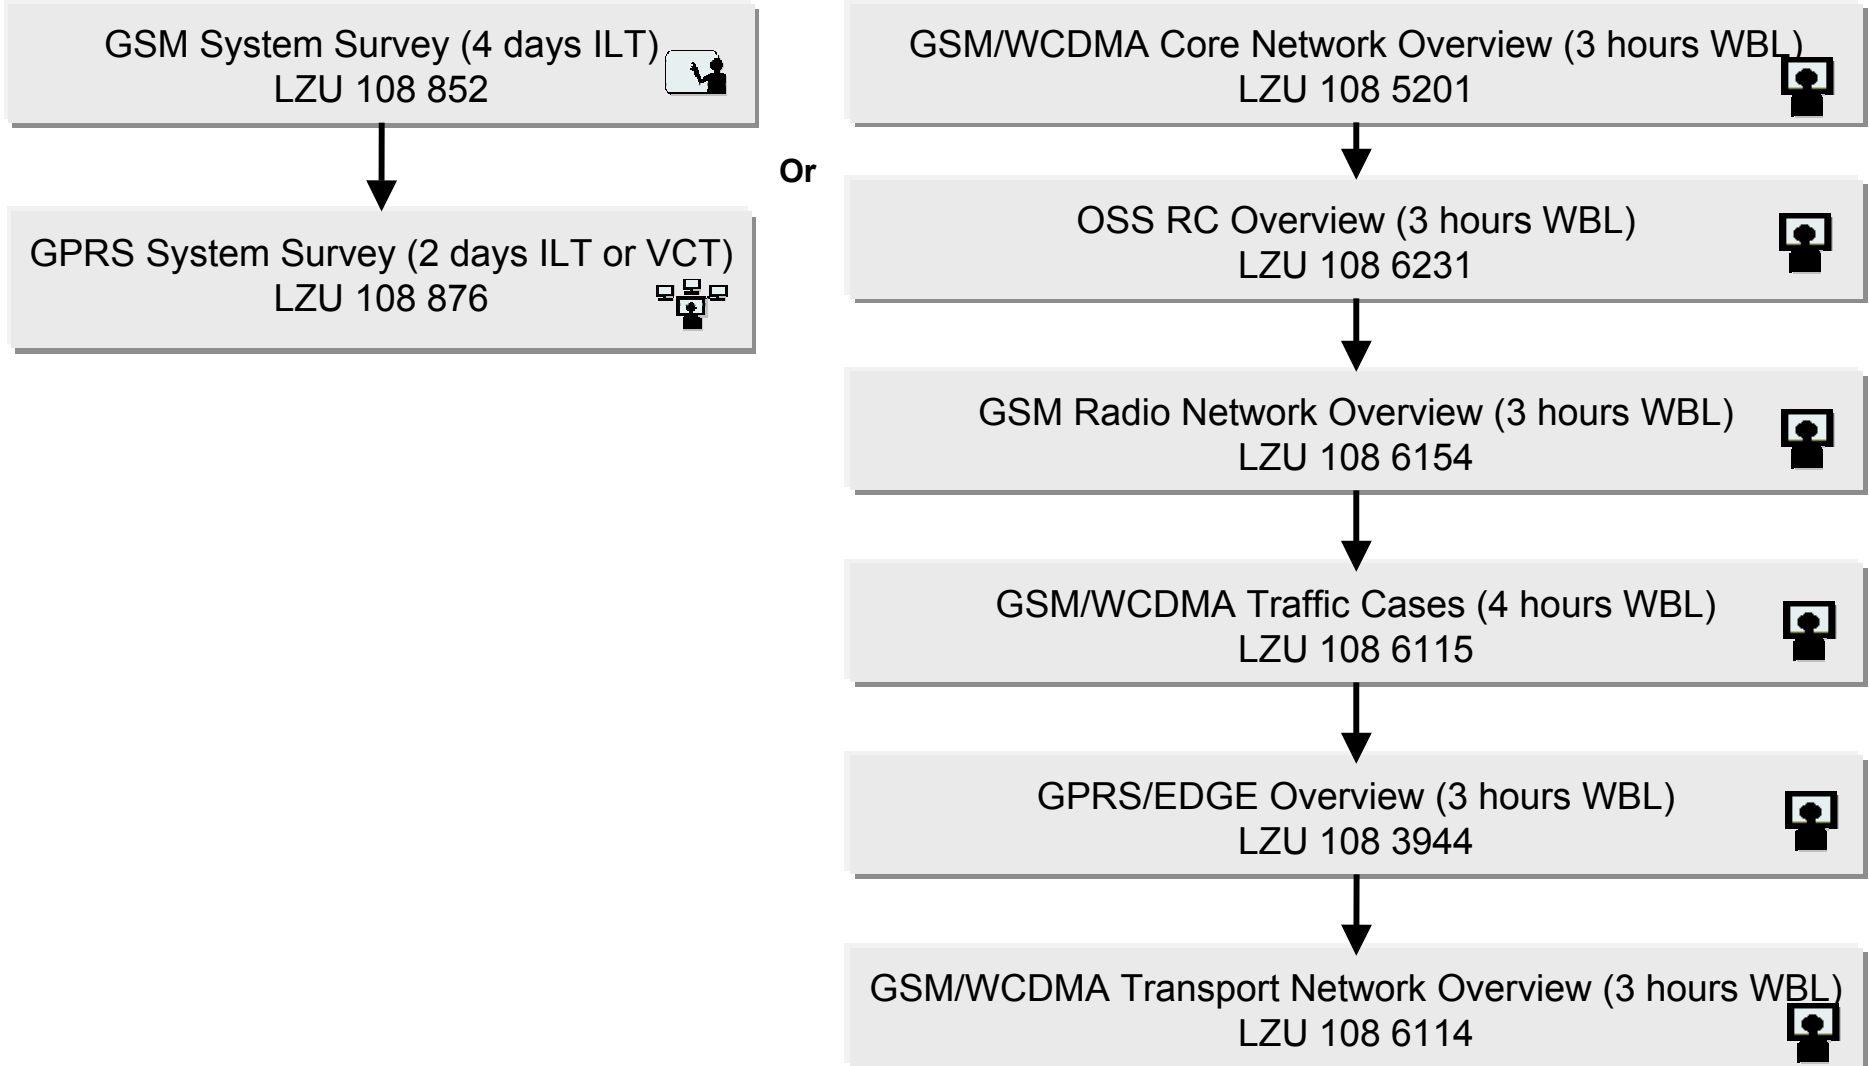 GSM System Survey (4 days ILT)
LZU 108 852
GPRS System Survey (2 days ILT or VCT)
LZU 108 876
Or
GSM/WCDMA Core Network Overview (3 hours WBL)
LZU 108 5201
OSS RC Overview (3 hours WBL)
LZU 108 6231
GSM Radio Network Overview (3 hours WBL)
LZU 108 6154
GSM/WCDMA Traffic Cases (4 hours WBL)
LZU 108 6115
GPRS/EDGE Overview (3 hours WBL)
LZU 108 3944
GSM/WCDMA Transport Network Overview (3 hours WBL)
LZU 108 6114